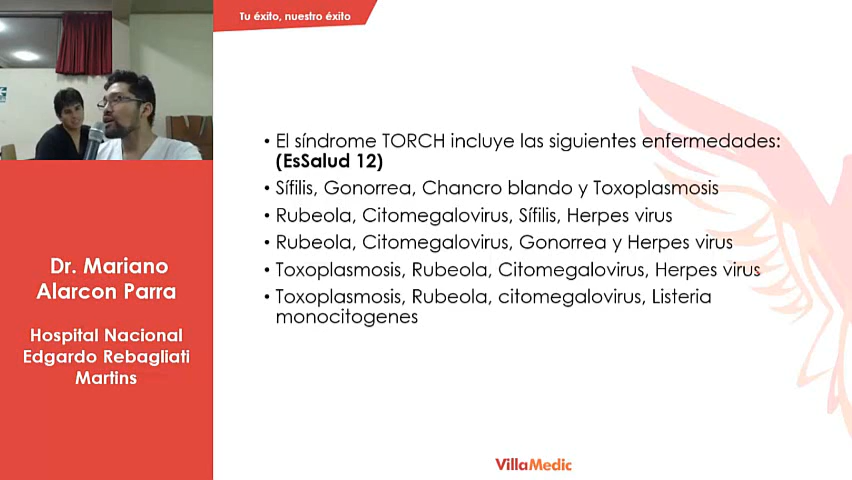 Tu éxito, nuestro éxito
• El síndrome TORCH incluye las siguientes enfermedades:
(EsSalud 12)
• Sífilis, Gonorrea, Chancro blando y Toxoplasmosis
• Rubeola, Citomegalovirus, Sífilis, Herpes virus
• Rubeola, Citomegalovirus, Gonorrea y Herpes virus
• Toxoplasmosis, Rubeola, Citomegalovirus, Herpes virus
• Toxoplasmosis, Rubeola, citomegalovirus, Listeria
monocitogenes
Dr. Mariano
Alarcon Parra
Hospital Nacional
Edgardo Rebagliati
Martins
VillaMedic